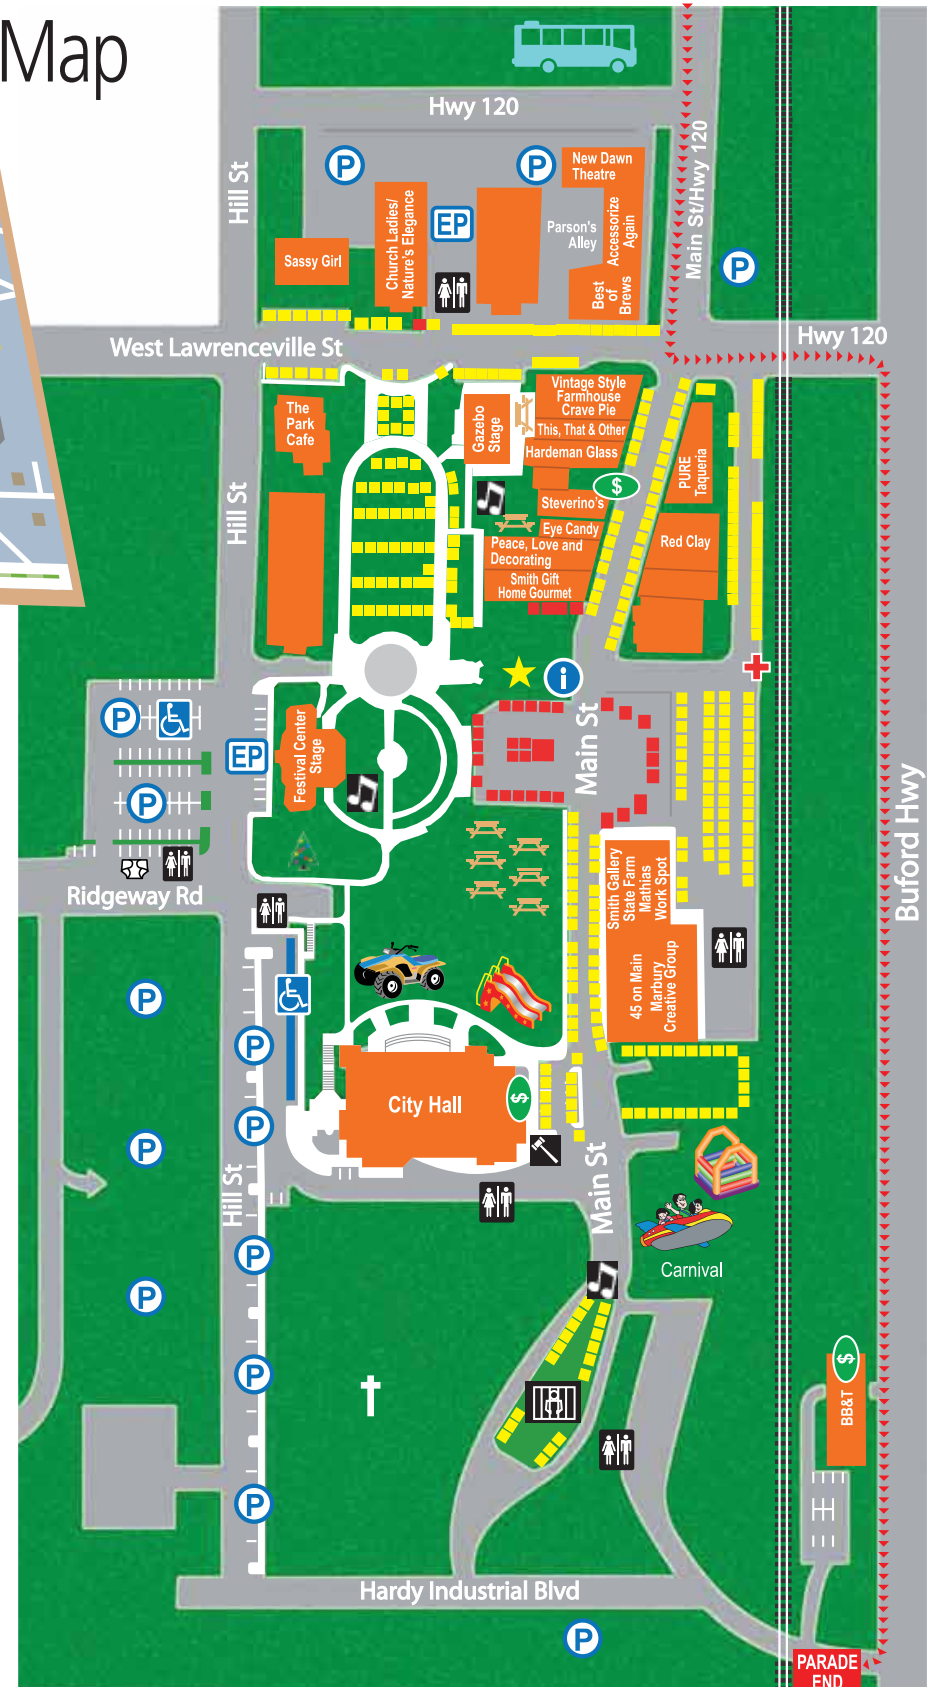 Map
Hwy 120
Hill St
Main St/Hwy 120
P
P
New Dawn
Theatre
Church Ladies/
Nature's Elegance
EP
Parson's
Alley
Accessorize
Again
Sassy Girl
P
Best
of
Brews
Hwy 120
West Lawrenceville St
Vintage Style
Farmhouse
Crave Pie
The
Park
Cafe
Gazebo
Stage
This, That & Other
Hardeman Glass
PURE
Taqueria
$
Hill St
Steverino's
Eye Candy
Red Clay
Peace, Love and
Decorating
Smith Gift
Home Gourmet
i
P
Festival Center
Stage
EP
Main St
P
Buford Hwy
Smith Gallery
State Farm
Mathias
Work Spot
Ridgeway Rd
45 on Main
Marbury
Creative Group
P
P
City Hall
$
P
P
Hill St
Main St
P
Carnival
P
$
P
BB&T
P
Hardy Industrial Blvd
P
PARADE
END